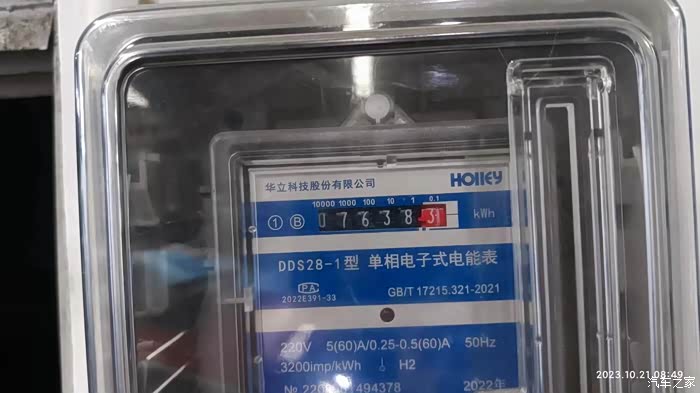 华立科技股份有限公司 HOLLEY
10000 1000 100 10 1 0.1
① Ⓑ 0 7 6 3 8 31 kWh
DDS28-1型 单相电子式电能表
PA
2022E391-33 GB/T 17215.321-2021
220V 5(60)A/0.25-0.5(60)A 50Hz
3200imp/kWh H2
№ 494378 2022年
2023.10.21 08:49
汽车之家